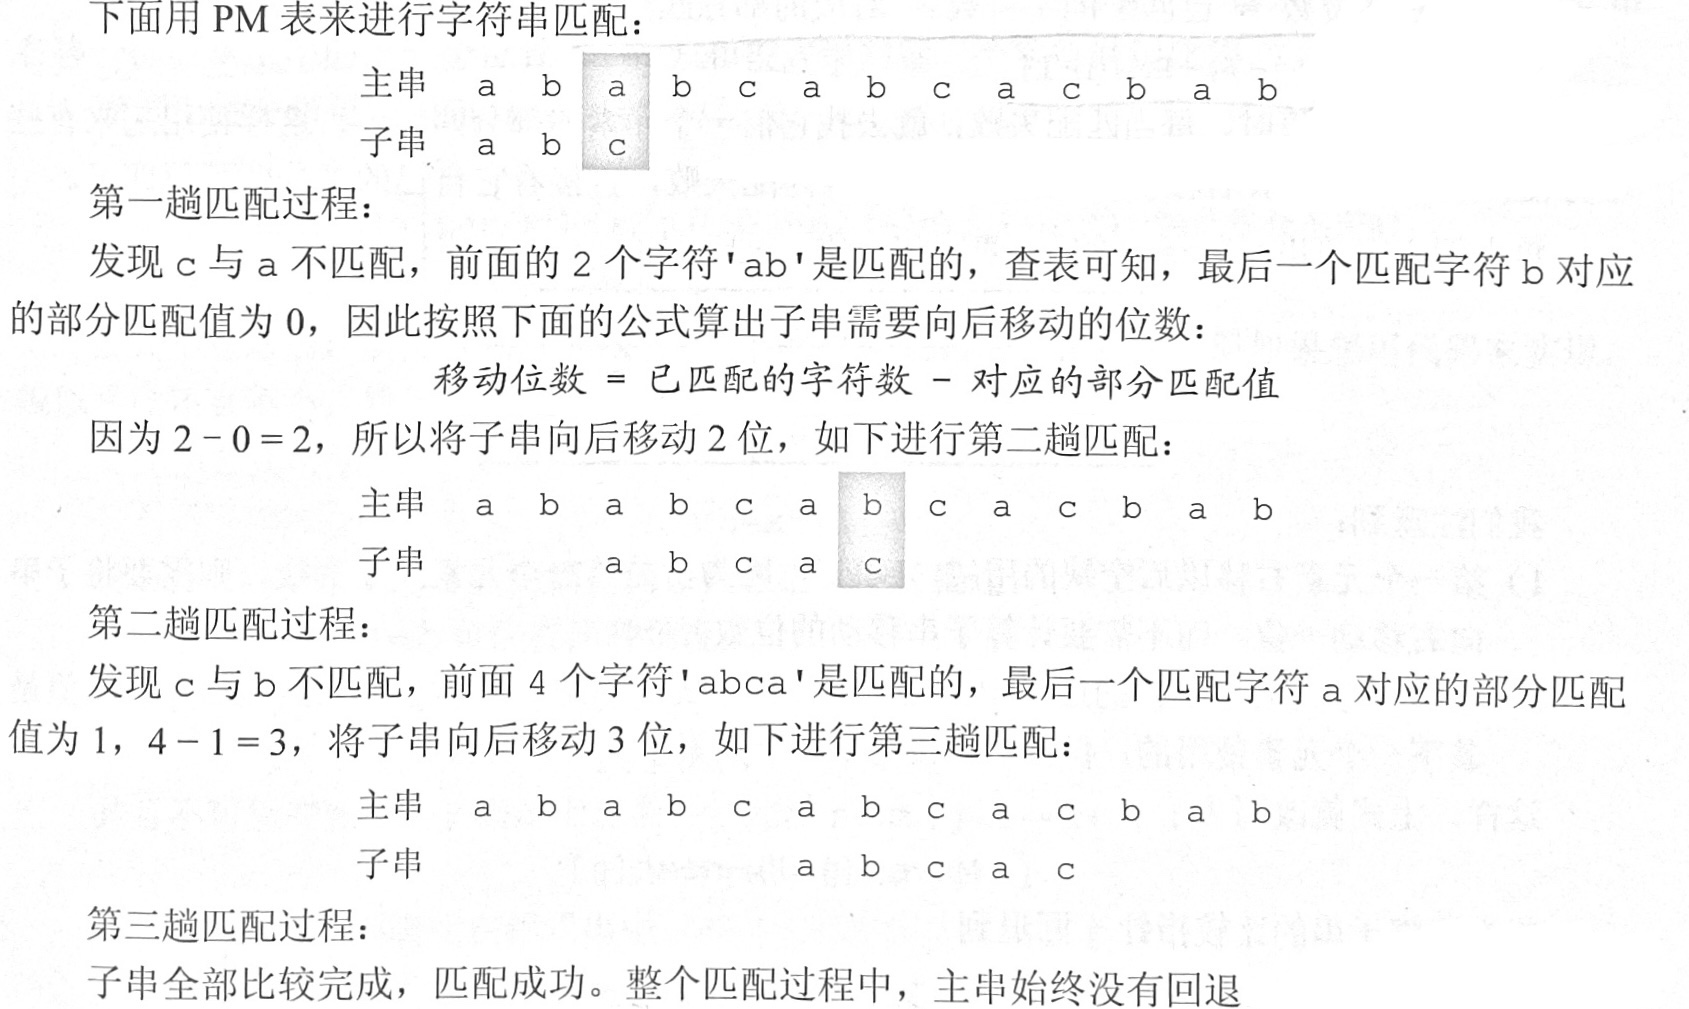 下面用 PM 表来进行字符串匹配：
主串 a b a b c a b c a c b a b
子串 a b c
第一趟匹配过程：
发现 c 与 a 不匹配，前面的 2 个字符'ab'是匹配的，查表可知，最后一个匹配字符 b 对应
的部分匹配值为 0，因此按照下面的公式算出子串需要向后移动的位数：
移动位数 = 已匹配的字符数 - 对应的部分匹配值
因为 2 - 0 = 2，所以将子串向后移动 2 位，如下进行第二趟匹配：
主串 a b a b c a b c a c b a b
子串 a b c a c
第二趟匹配过程：
发现 c 与 b 不匹配，前面 4 个字符'abca'是匹配的，最后一个匹配字符 a 对应的部分匹配
值为 1，4 - 1 = 3，将子串向后移动 3 位，如下进行第三趟匹配：
主串 a b a b c a b c a c b a b
子串 a b c a c
第三趟匹配过程：
子串全部比较完成，匹配成功。整个匹配过程中，主串始终没有回退